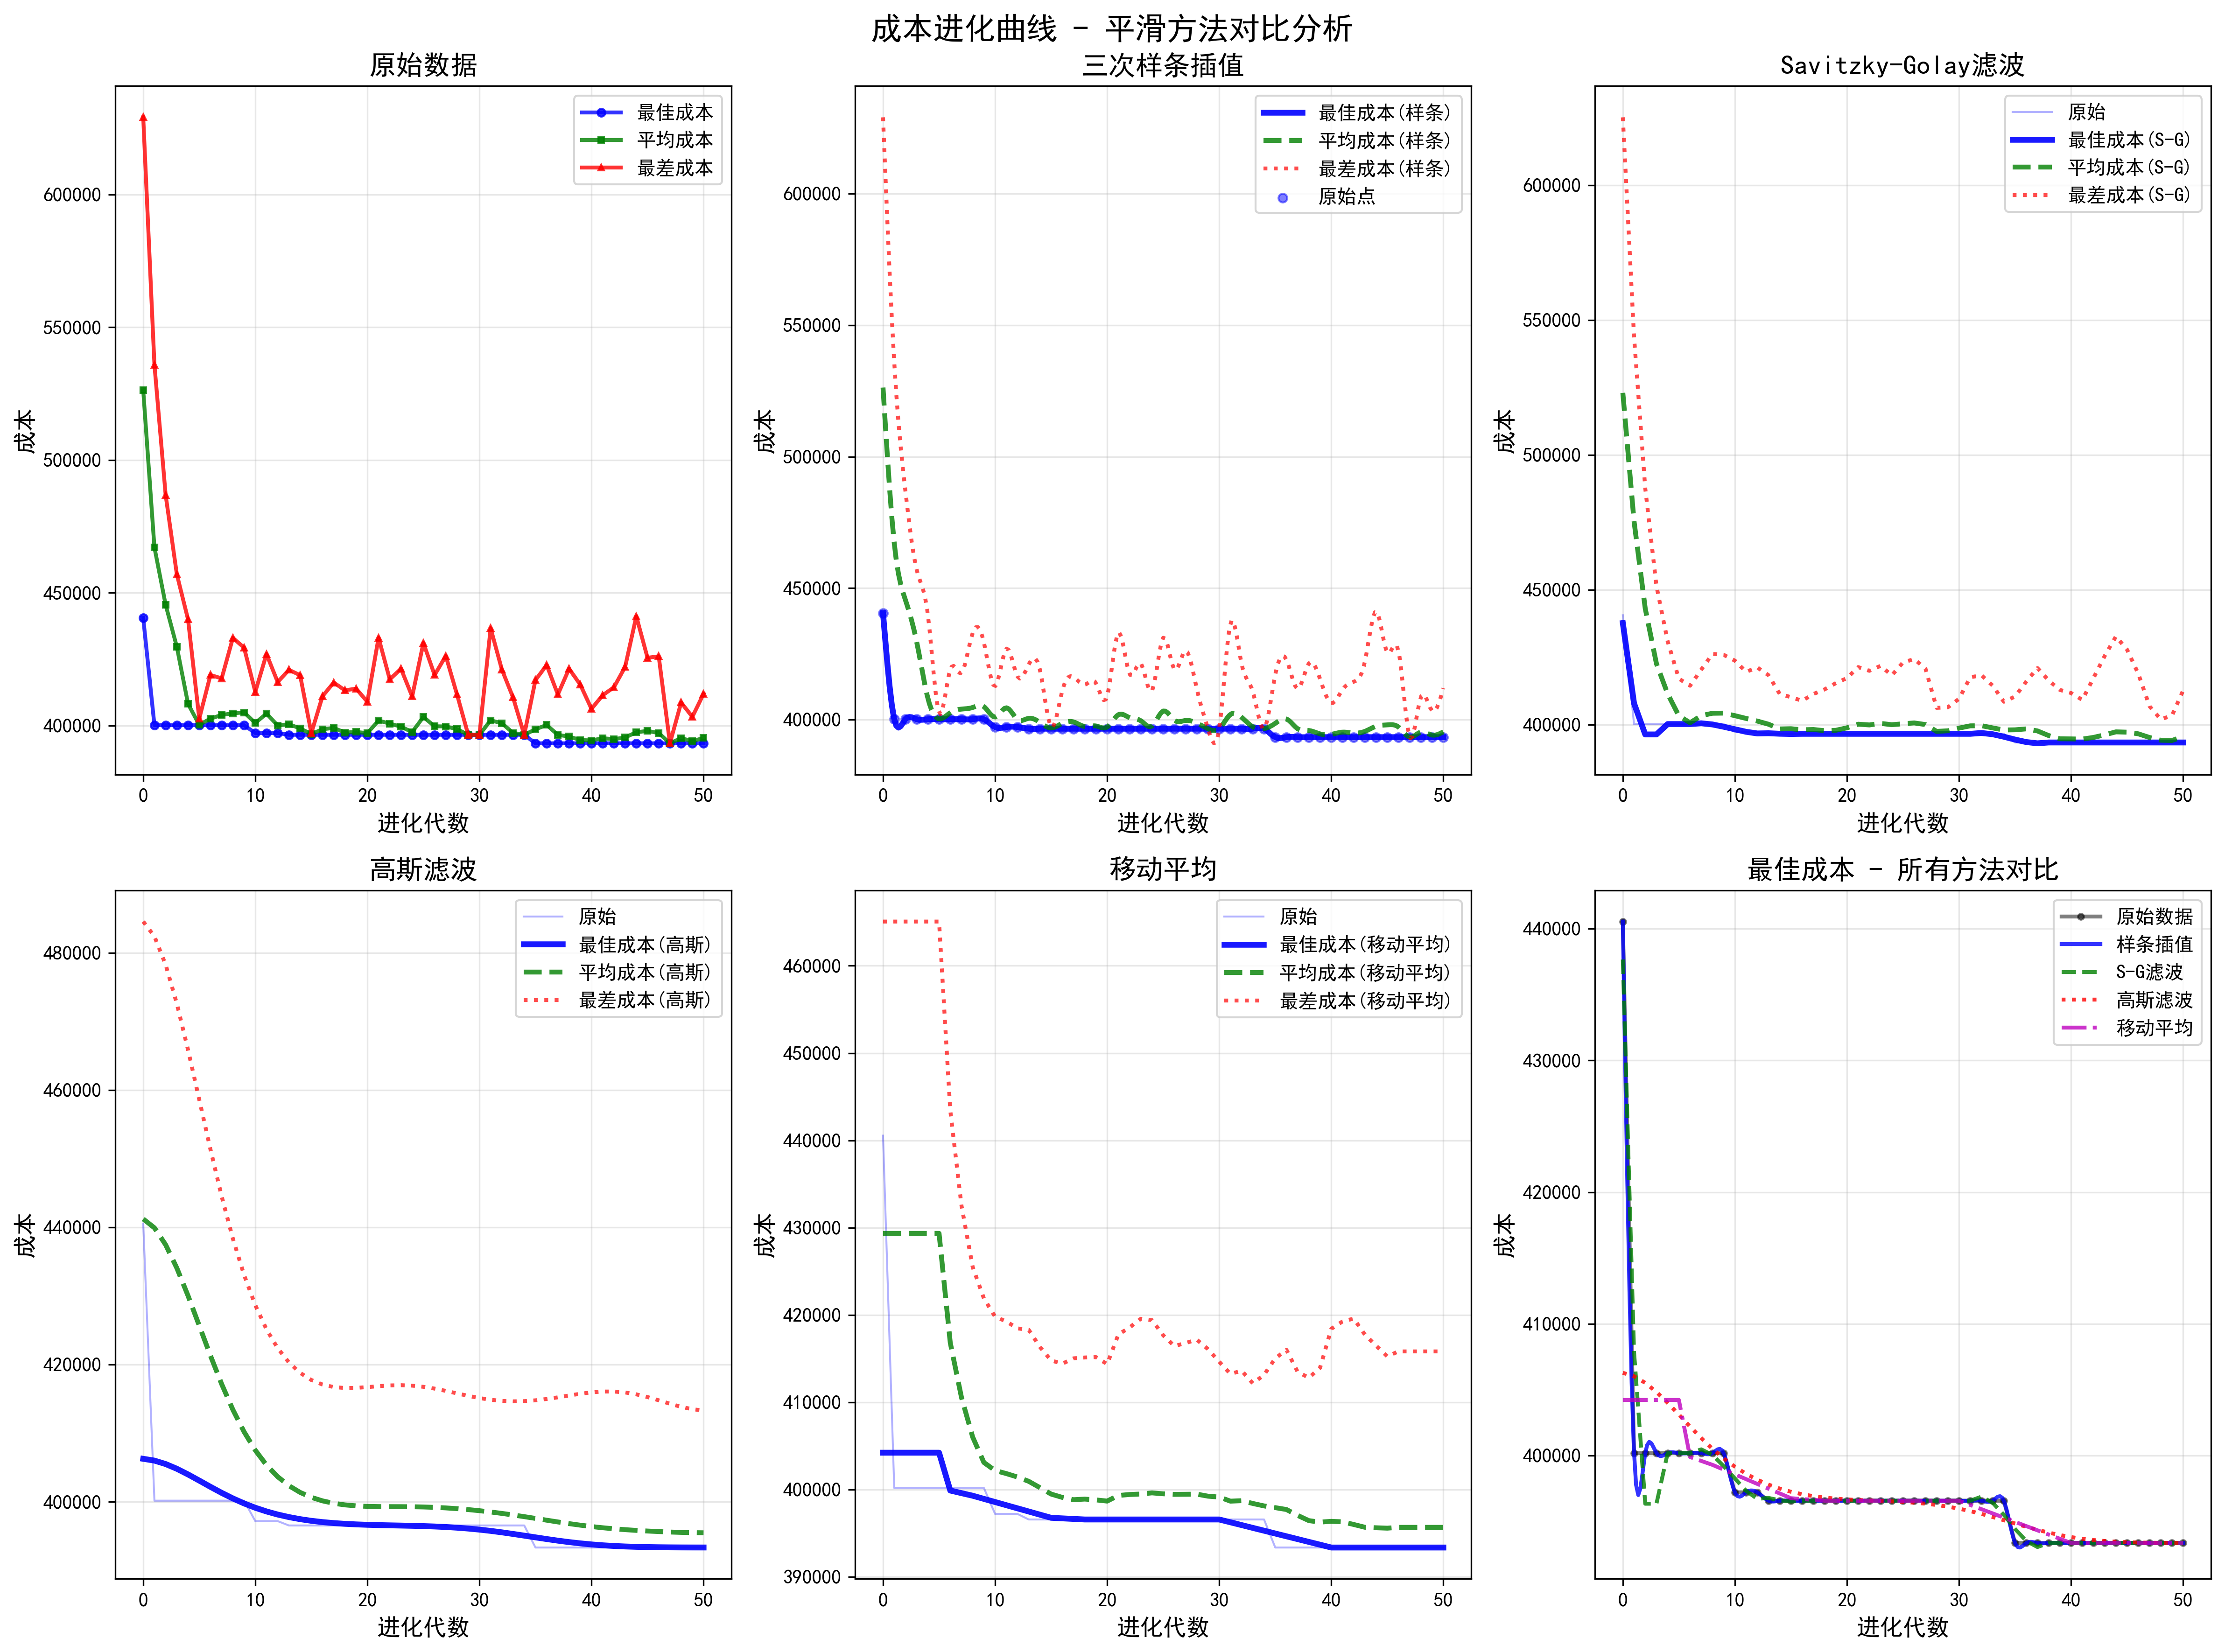 成本进化曲线 - 平滑方法对比分析
原始数据
最佳成本
平均成本
最差成本
成本
600000
550000
500000
450000
400000
0 10 20 30 40 50
进化代数
三次样条插值
最佳成本(样条)
平均成本(样条)
最差成本(样条)
原始点
成本
600000
550000
500000
450000
400000
0 10 20 30 40 50
进化代数
Savitzky-Golay滤波
原始
最佳成本(S-G)
平均成本(S-G)
最差成本(S-G)
成本
600000
550000
500000
450000
400000
0 10 20 30 40 50
进化代数
高斯滤波
原始
最佳成本(高斯)
平均成本(高斯)
最差成本(高斯)
成本
480000
460000
440000
420000
400000
0 10 20 30 40 50
进化代数
移动平均
原始
最佳成本(移动平均)
平均成本(移动平均)
最差成本(移动平均)
成本
460000
450000
440000
430000
420000
410000
400000
390000
0 10 20 30 40 50
进化代数
最佳成本 - 所有方法对比
原始数据
样条插值
S-G滤波
高斯滤波
移动平均
成本
440000
430000
420000
410000
400000
0 10 20 30 40 50
进化代数